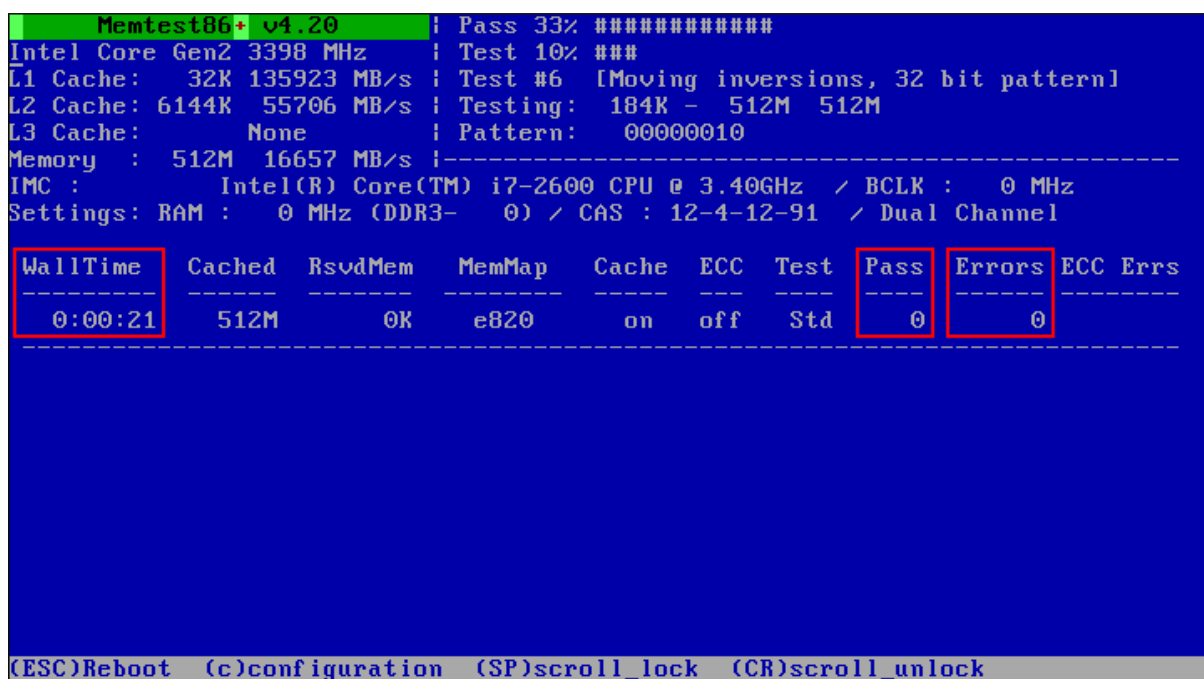 Memtest86+ v4.20 | Pass 33% ############
Intel Core Gen2 3398 MHz | Test 10% ###
L1 Cache: 32K 135923 MB/s | Test #6 [Moving inversions, 32 bit pattern]
L2 Cache: 6144K 55706 MB/s | Testing: 184K - 512M 512M
L3 Cache: None | Pattern: 00000010
Memory : 512M 16657 MB/s |-------------------------------------------------
IMC : Intel(R) Core(TM) i7-2600 CPU @ 3.40GHz / BCLK : 0 MHz
Settings: RAM : 0 MHz (DDR3- 0) / CAS : 12-4-12-91 / Dual Channel
WallTime Cached RsvdMem MemMap Cache ECC Test Pass Errors ECC Errs
--------- ------ ------- -------- ----- --- ---- ---- ------ --------
0:00:21 512M 0K e820 on off Std 0 0
-----------------------------------------------------------------------------
(ESC)Reboot (c)configuration (SP)scroll_lock (CR)scroll_unlock